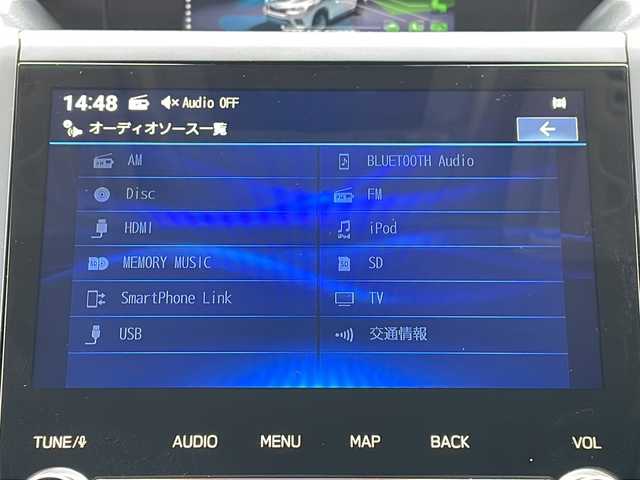 14:48 Audio OFF
オーディオソース一覧
AM
BLUETOOTH Audio
Disc
FM
HDMI
iPod
MEMORY MUSIC
SD
SmartPhone Link
TV
USB
交通情報
TUNE/ AUDIO MENU MAP BACK VOL